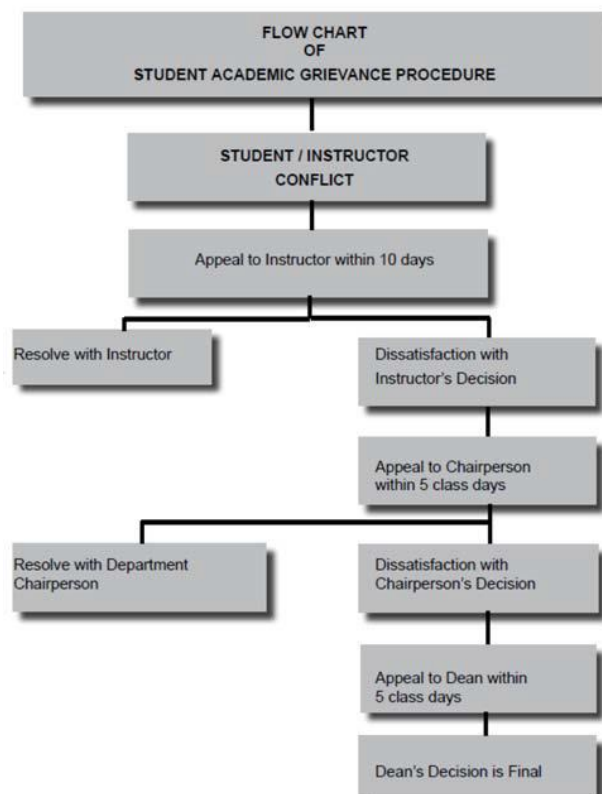 FLOW CHART
OF
STUDENT ACADEMIC GRIEVANCE PROCEDURE
STUDENT / INSTRUCTOR
CONFLICT
Appeal to Instructor within 10 days
Resolve with Instructor
Dissatisfaction with
Instructor's Decision
Appeal to Chairperson
within 5 class days
Resolve with Department
Chairperson
Dissatisfaction with
Chairperson's Decision
Appeal to Dean within
5 class days
Dean's Decision is Final